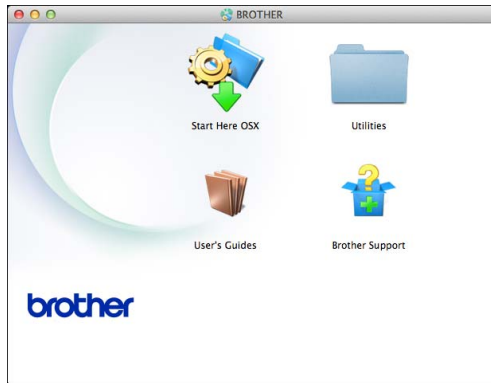 BROTHER
Start Here OSX
Utilities
User's Guides
Brother Support
brother